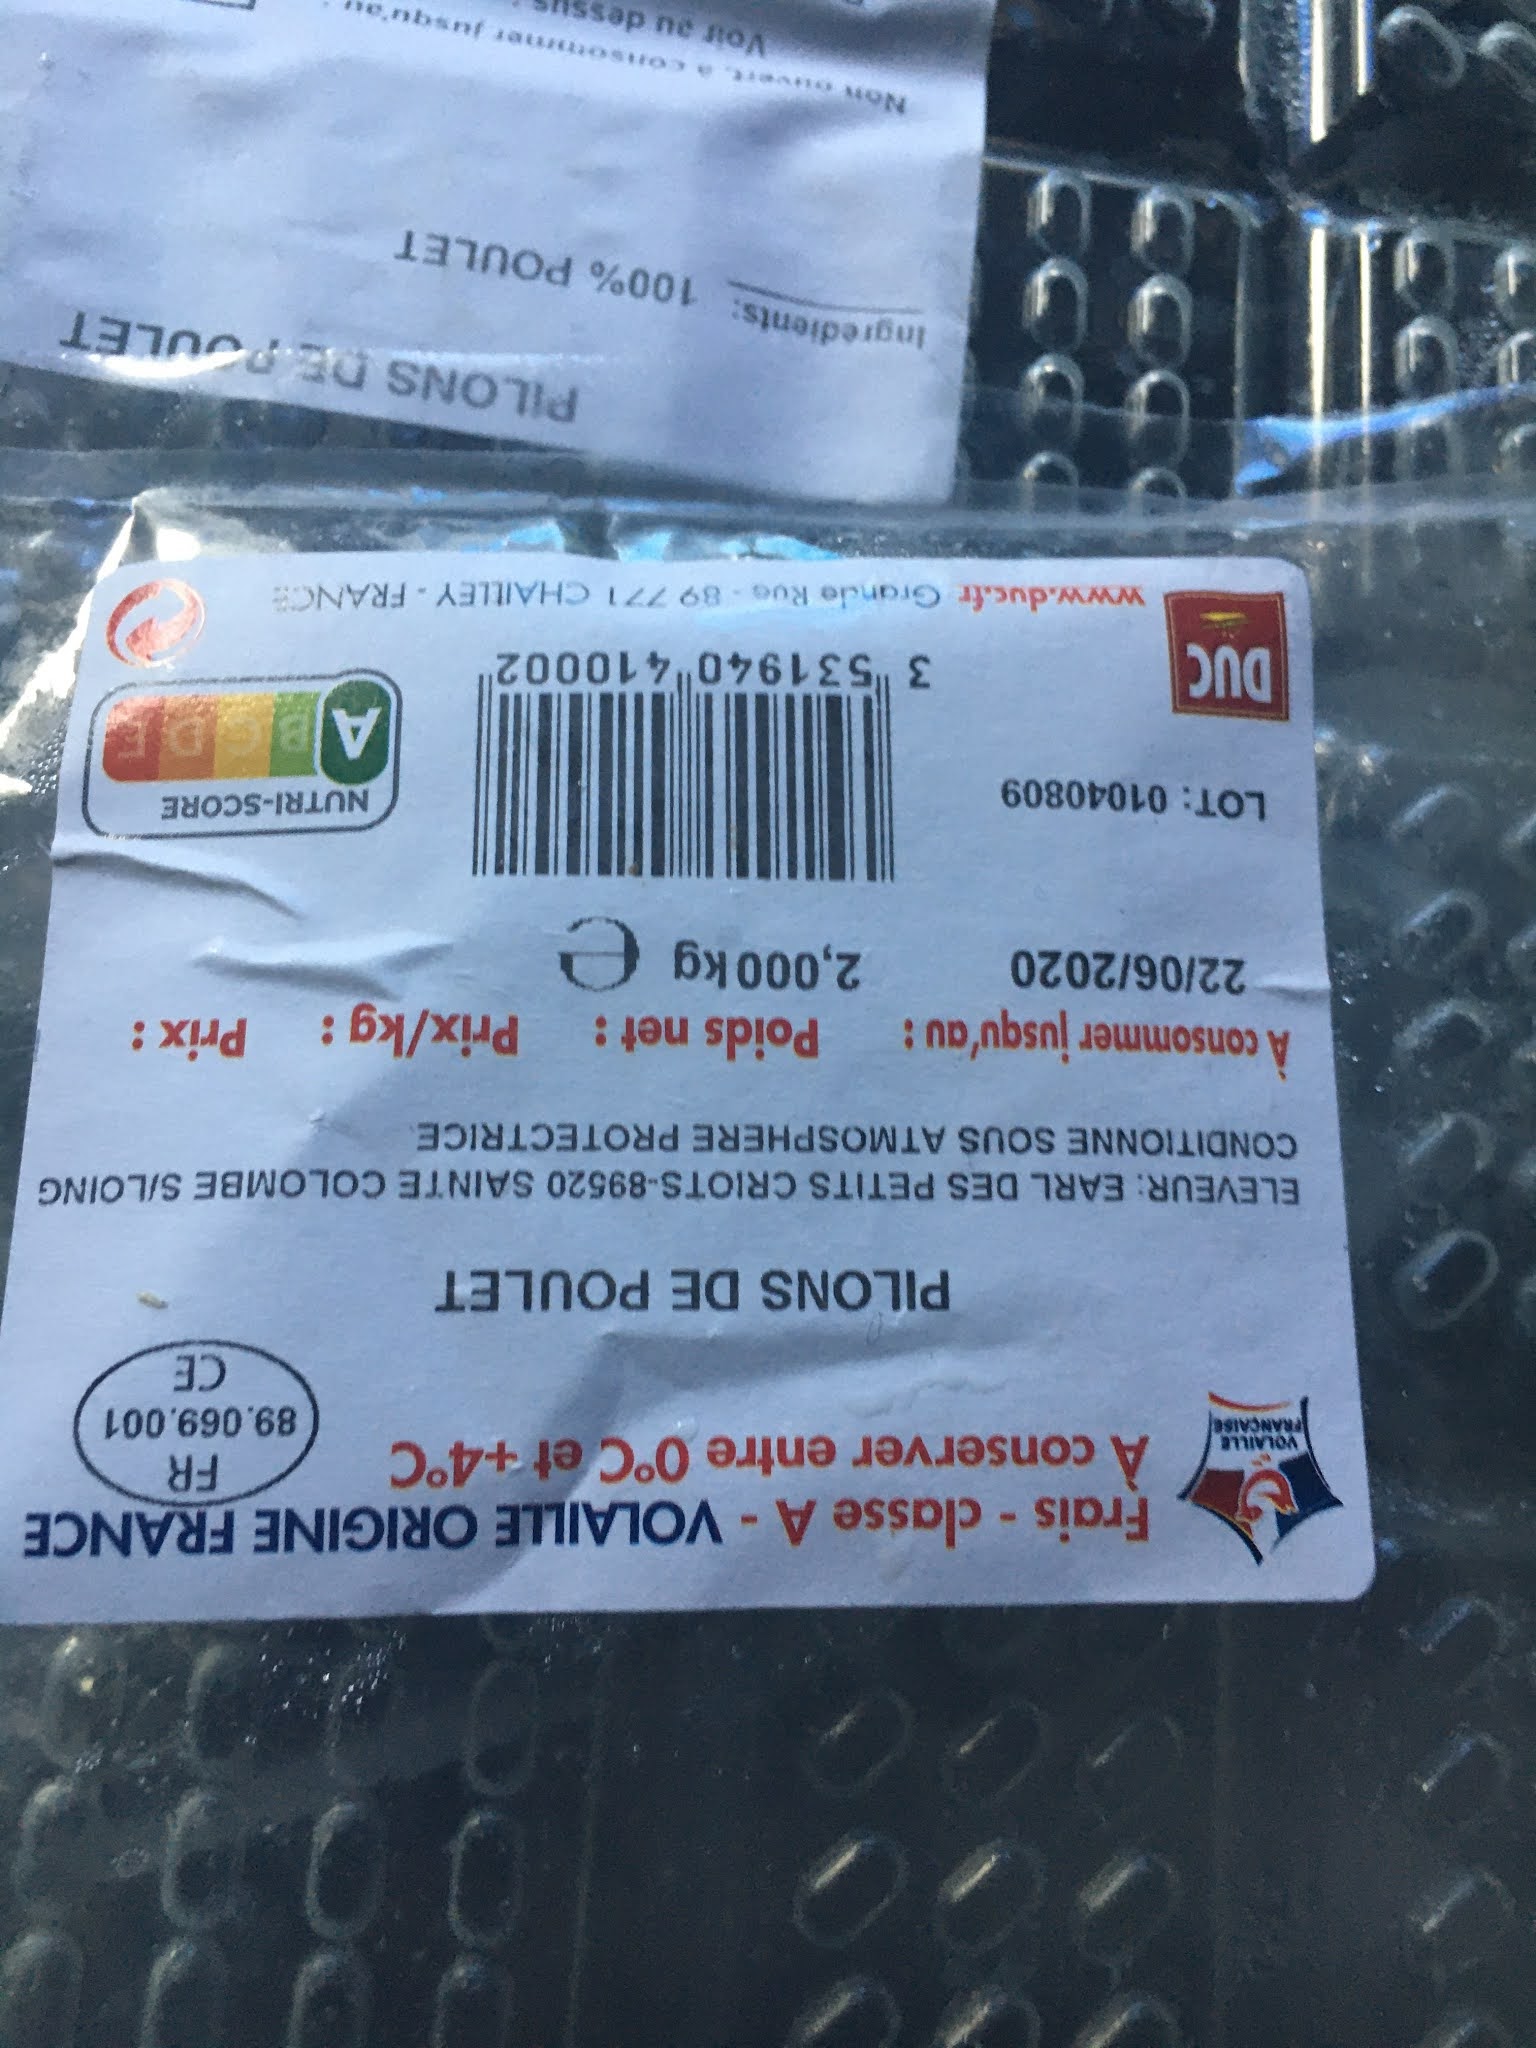 Frais - classe A - VOLAILLE ORIGINE FRANCE
À conserver entre 0°C et +4°C
VOLAILLE
FRANÇAISE
FR
89.069.001
CE
PILONS DE POULET
ELEVEUR: EARL DES PETITS CRIOTS-89520 SAINTE COLOMBE S/LOING
CONDITIONNE SOUS ATMOSPHERE PROTECTRICE
À consommer jusqu'au : Poids net : Prix/kg : Prix :
22/06/2020 2,000 kg e
LOT: 01040809
NUTRI-SCORE
A B C D E
3 531940 410002
DUC
www.duc.fr Grande Rue - 89 771 CHAILLEY - FRANCE
PILONS DE POULET
Ingrédients: 100% POULET
Non ouvert, à consommer jusqu'au :
Voir au dessus